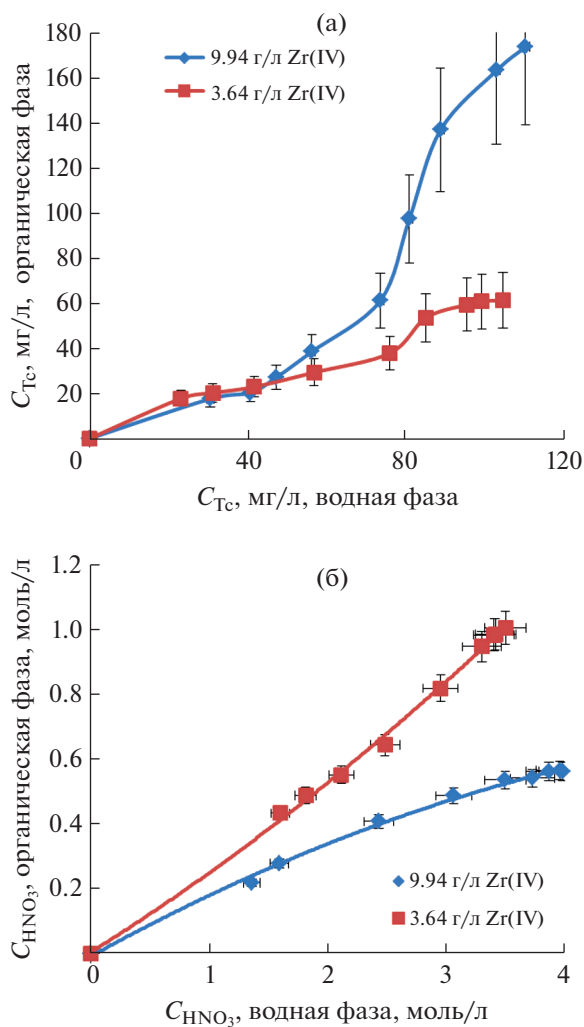 (а)
180
160
140
120
100
80
60
40
20
0
40
80
120
9.94 г/л Zr(IV)
3.64 г/л Zr(IV)
C_Tc, мг/л, органическая фаза
C_Tc, мг/л, водная фаза
(б)
1.2
1.0
0.8
0.6
0.4
0.2
0
1
2
3
4
9.94 г/л Zr(IV)
3.64 г/л Zr(IV)
C_HNO₃, органическая фаза, моль/л
C_HNO₃, водная фаза, моль/л